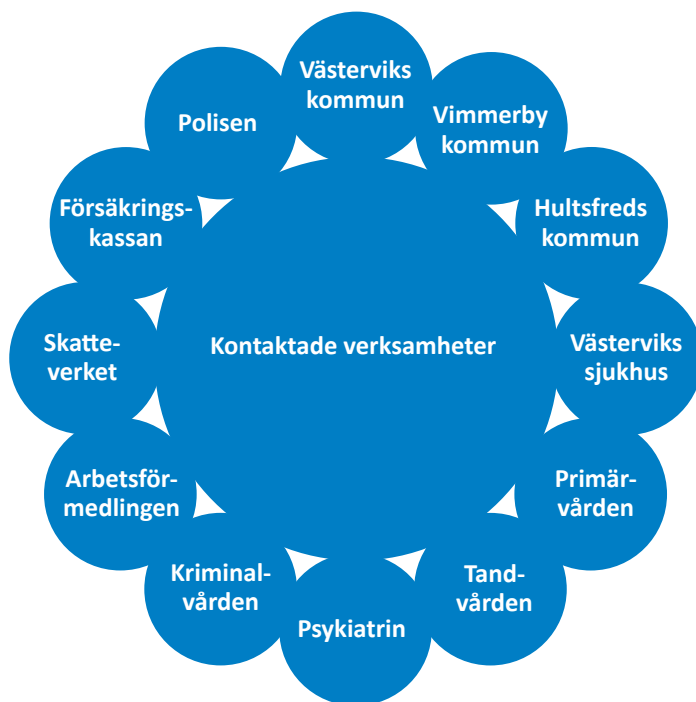 Västerviks
kommun
Vimmerby
kommun
Hultsfreds
kommun
Västerviks
sjukhus
Primär-
vården
Tand-
vården
Psykiatrin
Kriminal-
vården
Arbetsför-
medlingen
Skatte-
verket
Försäkrings-
kassan
Polisen
Kontaktade verksamheter